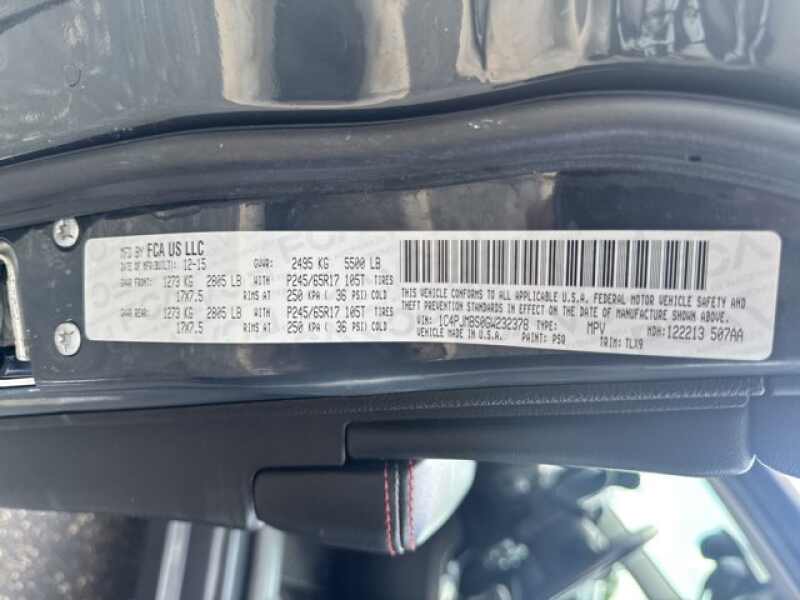 MFD BY FCA US LLC
DATE OF MFR(BUILT): 12-15 GVWR: 2495 KG 5500 LB
GAWR FRONT: 1273 KG 2805 LB WITH P245/65R17 105T TIRES
17X7.5 RIMS AT 250 KPA ( 36 PSI) COLD
GAWR REAR: 1273 KG 2805 LB WITH P245/65R17 105T TIRES
17X7.5 RIMS AT 250 KPA ( 36 PSI) COLD
THIS VEHICLE CONFORMS TO ALL APPLICABLE U.S.A. FEDERAL MOTOR VEHICLE SAFETY AND
THEFT PREVENTION STANDARDS IN EFFECT ON THE DATE OF MANUFACTURE SHOWN ABOVE.
VIN: 1C4PJMBS0GW232378 TYPE: MPV MDH: 122213 507AA
VEHICLE MADE IN U.S.A. PAINT: PSQ TRIM: TLX9